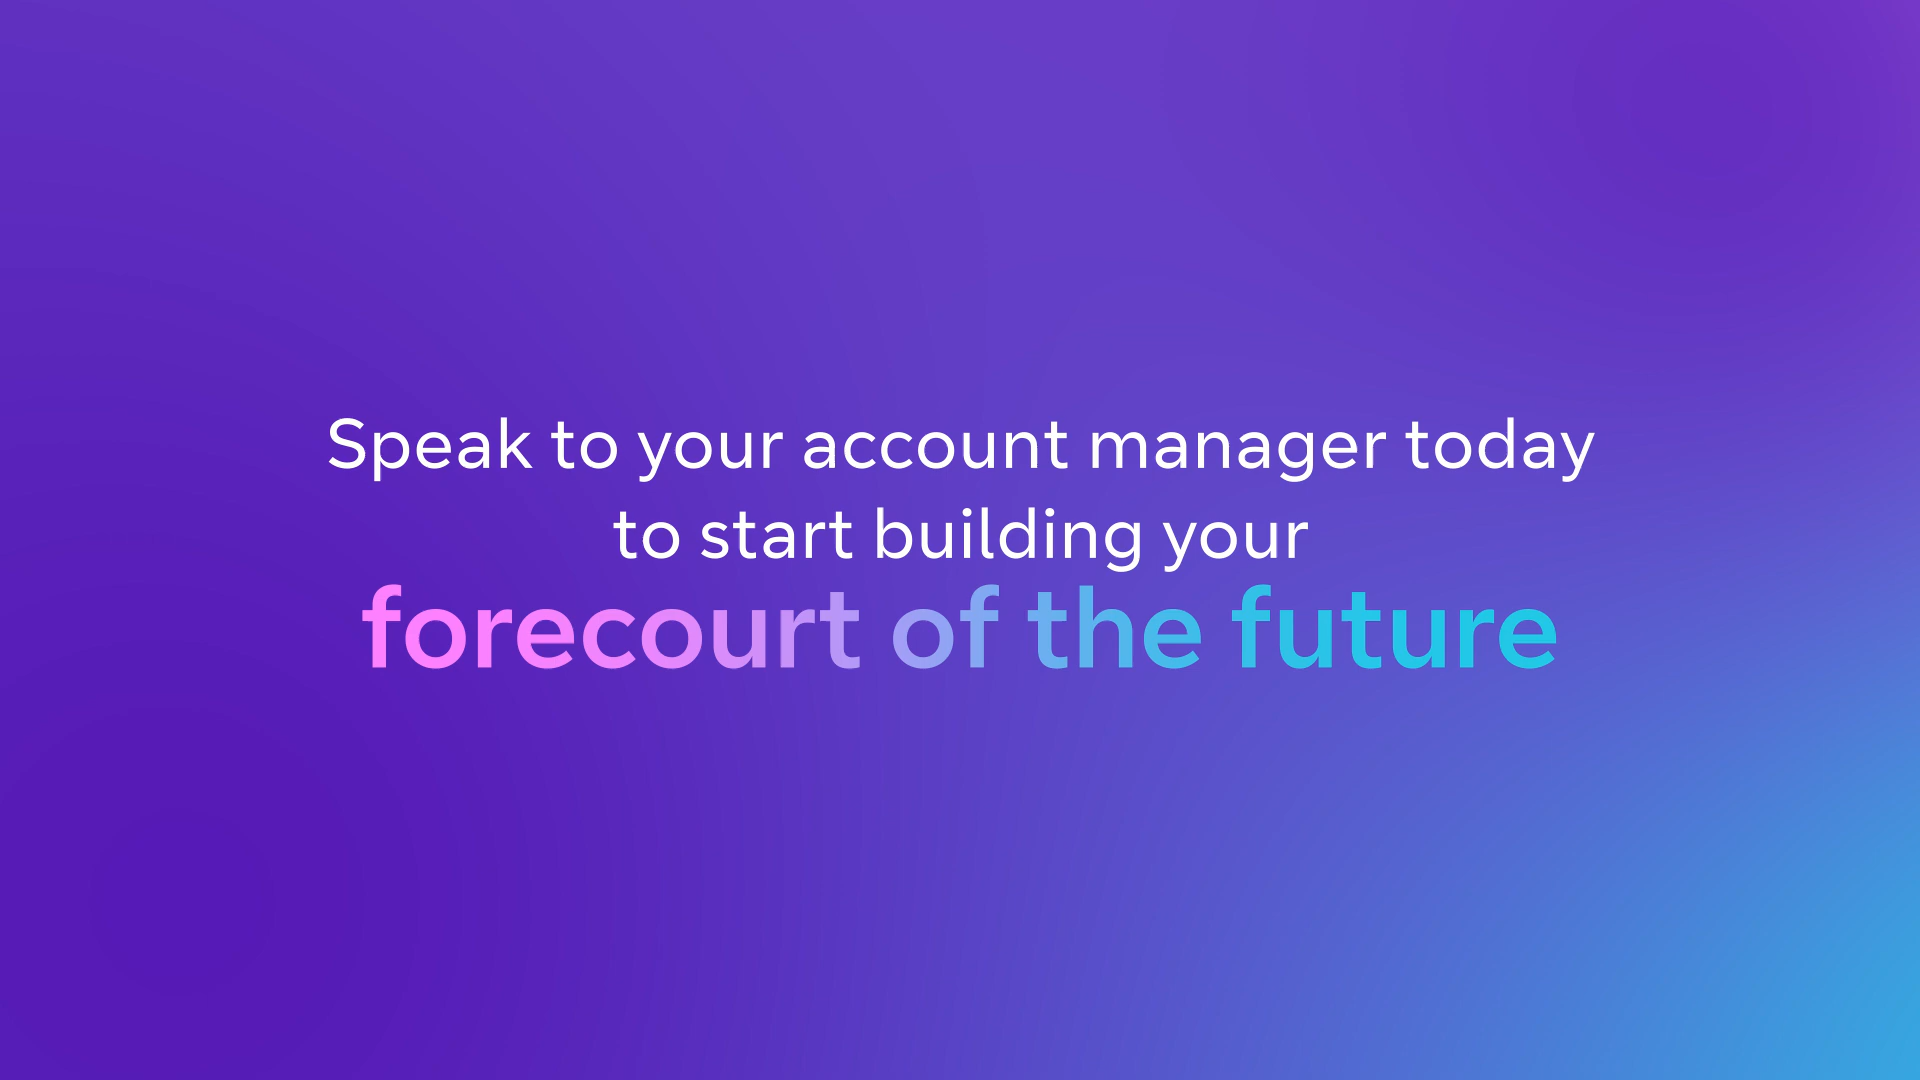 Speak to your account manager today
to start building your
forecourt of the future